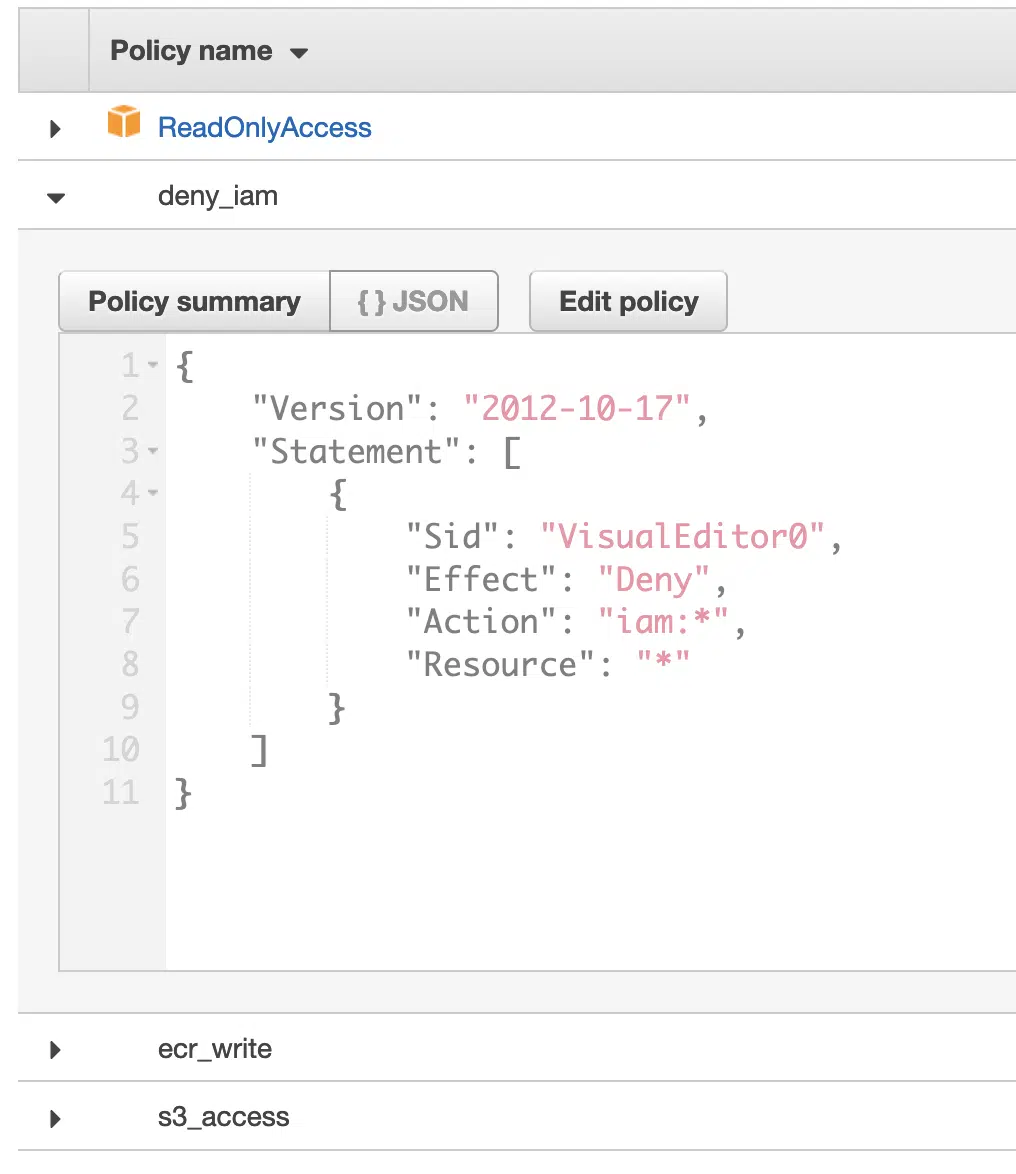 Policy name
ReadOnlyAccess
deny_iam
Policy summary { } JSON Edit policy
1 {
2 "Version": "2012-10-17",
3 "Statement": [
4 {
5 "Sid": "VisualEditor0",
6 "Effect": "Deny",
7 "Action": "iam:*",
8 "Resource": "*"
9 }
10 ]
11 }
ecr_write
s3_access